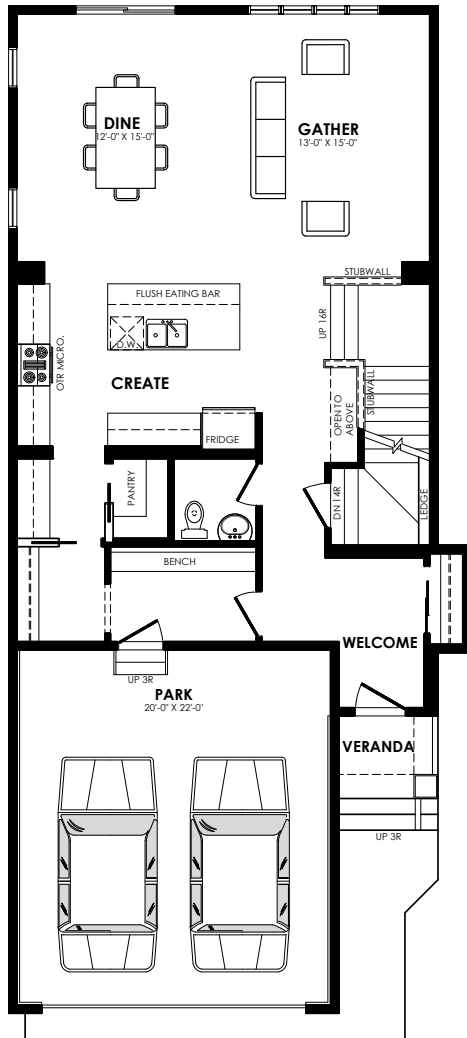 DINE
12'-0" X 15'-0"
GATHER
13'-0" X 15'-0"
STUBWALL
FLUSH EATING BAR
UP 16R
D.W.
OTR MICRO.
CREATE
STUBWALL
OPEN TO
ABOVE
FRIDGE
PANTRY
DN 14R
LEDGE
BENCH
WELCOME
UP 3R
PARK
20'-0" X 22'-0"
VERANDA
UP 3R